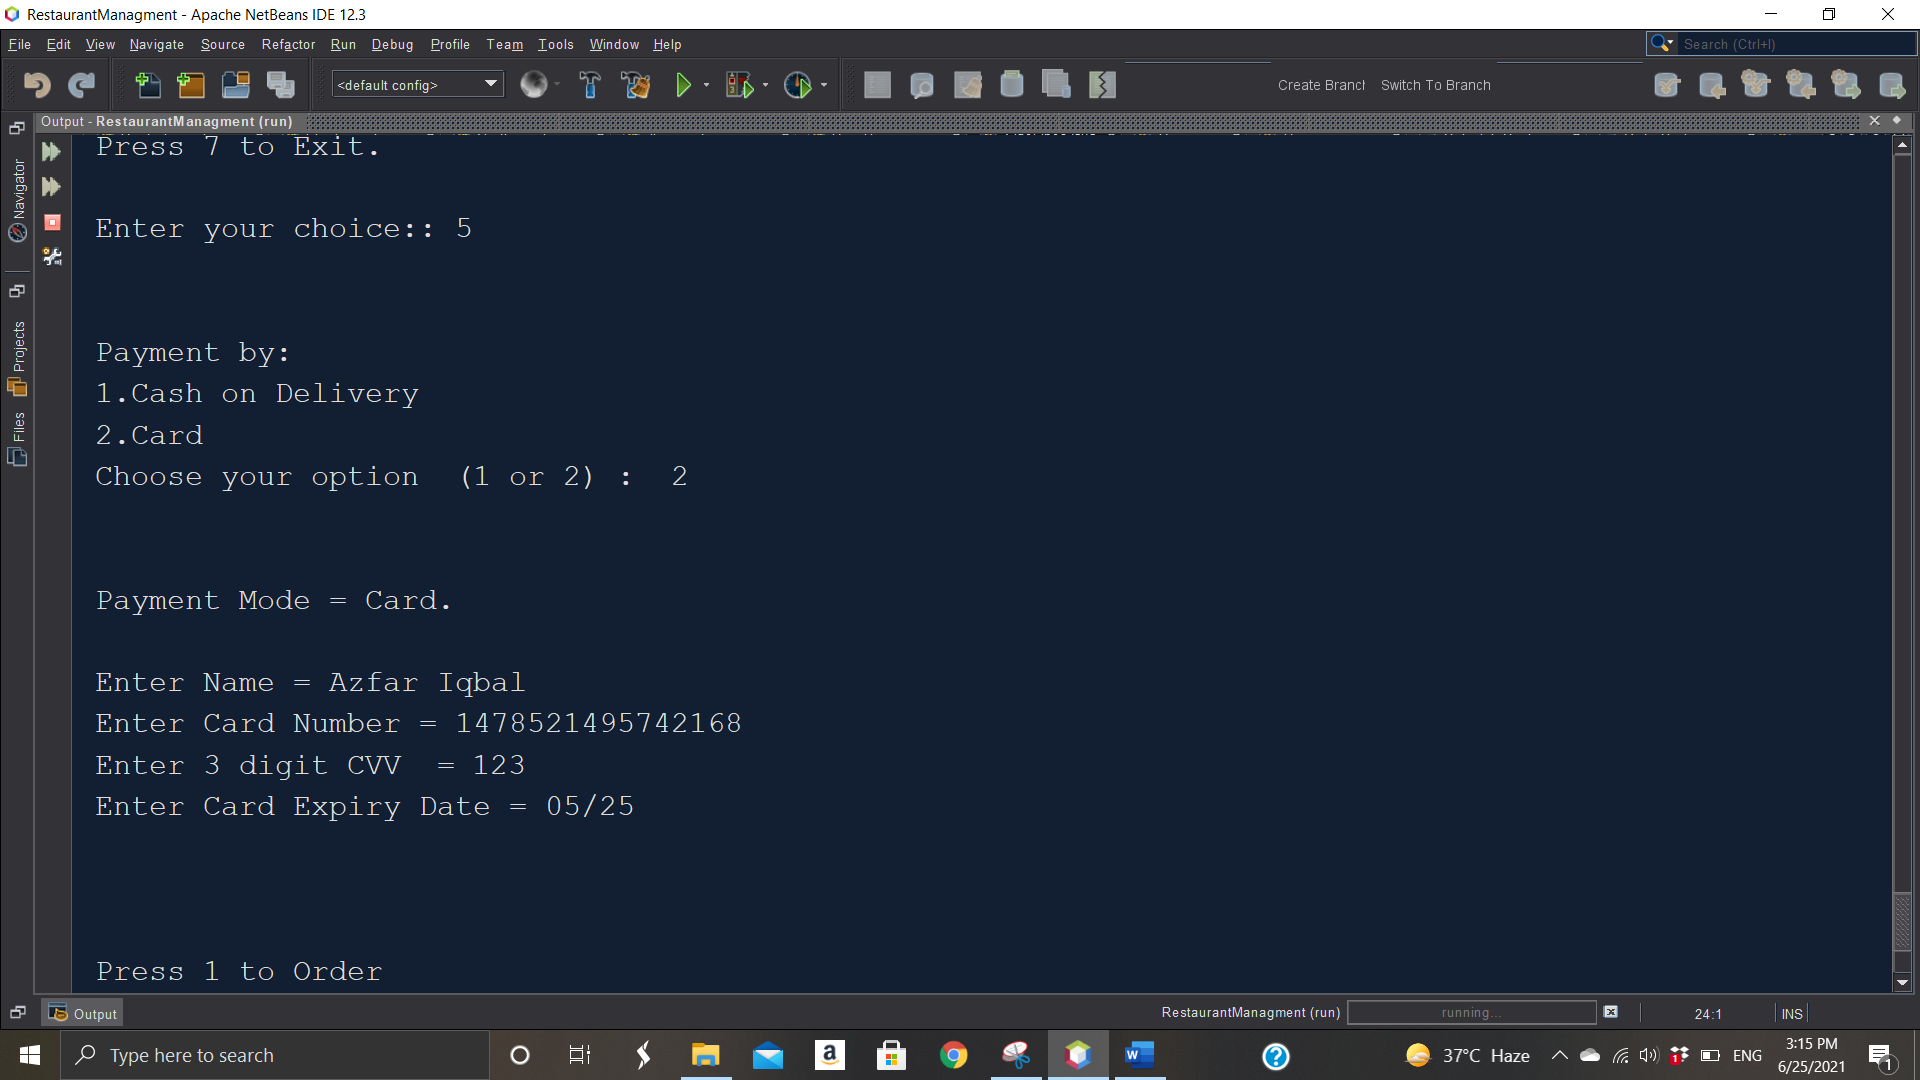 RestaurantManagment - Apache NetBeans IDE 12.3
File Edit View Navigate Source Refactor Run Debug Profile Team Tools Window Help
Search (Ctrl+I)
<default config>
Create Branch Switch To Branch
Output - RestaurantManagment (run)
Navigator
Projects
Files
Press 7 to Exit.
Enter your choice:: 5
Payment by:
1.Cash on Delivery
2.Card
Choose your option  (1 or 2) :  2
Payment Mode = Card.
Enter Name = Azfar Iqbal
Enter Card Number = 1478521495742168
Enter 3 digit CVV  = 123
Enter Card Expiry Date = 05/25
Press 1 to Order
Output
RestaurantManagment (run)
running...
24:1
INS
Type here to search
37°C Haze
ENG
3:15 PM
6/25/2021
1